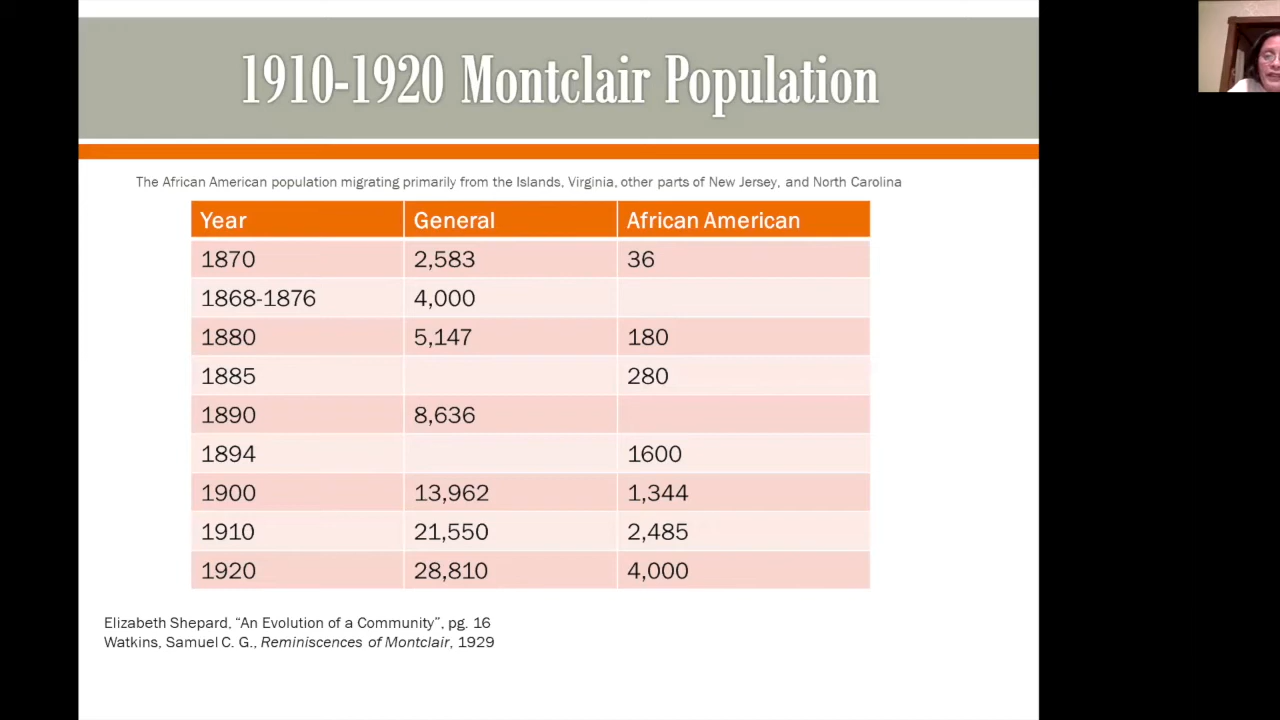 1910-1920 Montclair Population
The African American population migrating primarily from the Islands, Virginia, other parts of New Jersey, and North Carolina
Year General African American
1870 2,583 36
1868-1876 4,000
1880 5,147 180
1885 280
1890 8,636
1894 1600
1900 13,962 1,344
1910 21,550 2,485
1920 28,810 4,000
Elizabeth Shepard, “An Evolution of a Community”, pg. 16
Watkins, Samuel C. G., Reminiscences of Montclair, 1929